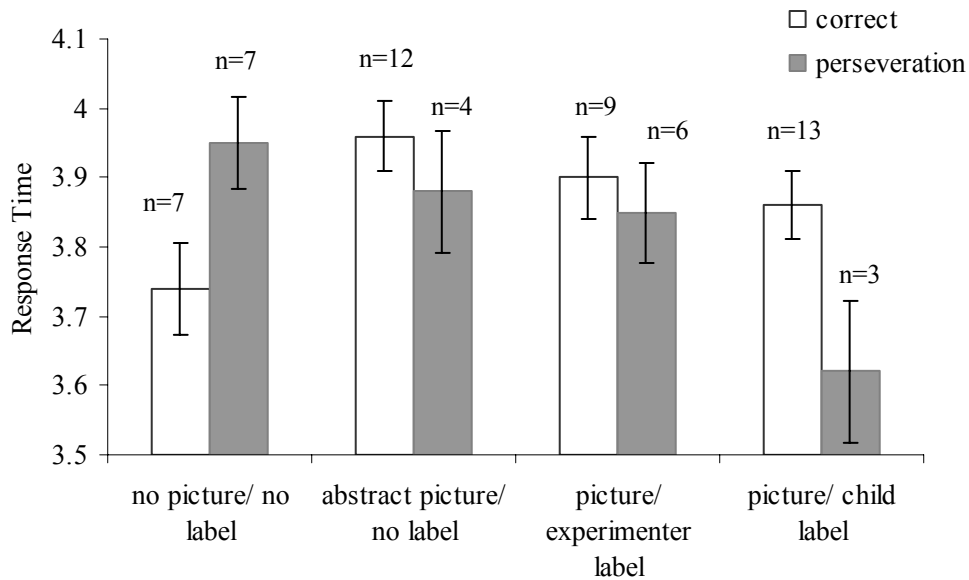 correct
perseveration
4.1
4
3.9
3.8
3.7
3.6
3.5
Response Time
n=7
n=7
n=12
n=4
n=9
n=6
n=13
n=3
no picture/ no
label
abstract picture/
no label
picture/
experimenter
label
picture/ child
label